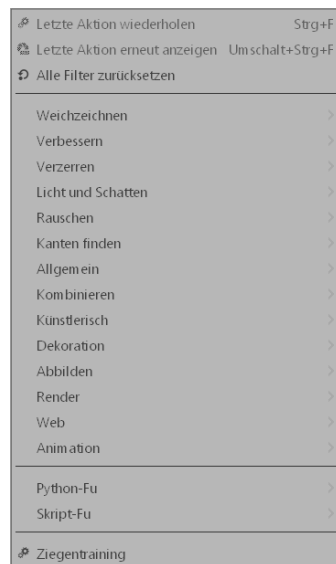 Letzte Aktion wiederholen Strg+F
Letzte Aktion erneut anzeigen Umschalt+Strg+F
Alle Filter zurücksetzen
Weichzeichnen
Verbessern
Verzerren
Licht und Schatten
Rauschen
Kanten finden
Allgemein
Kombinieren
Künstlerisch
Dekoration
Abbilden
Render
Web
Animation
Python-Fu
Skript-Fu
Ziegentraining